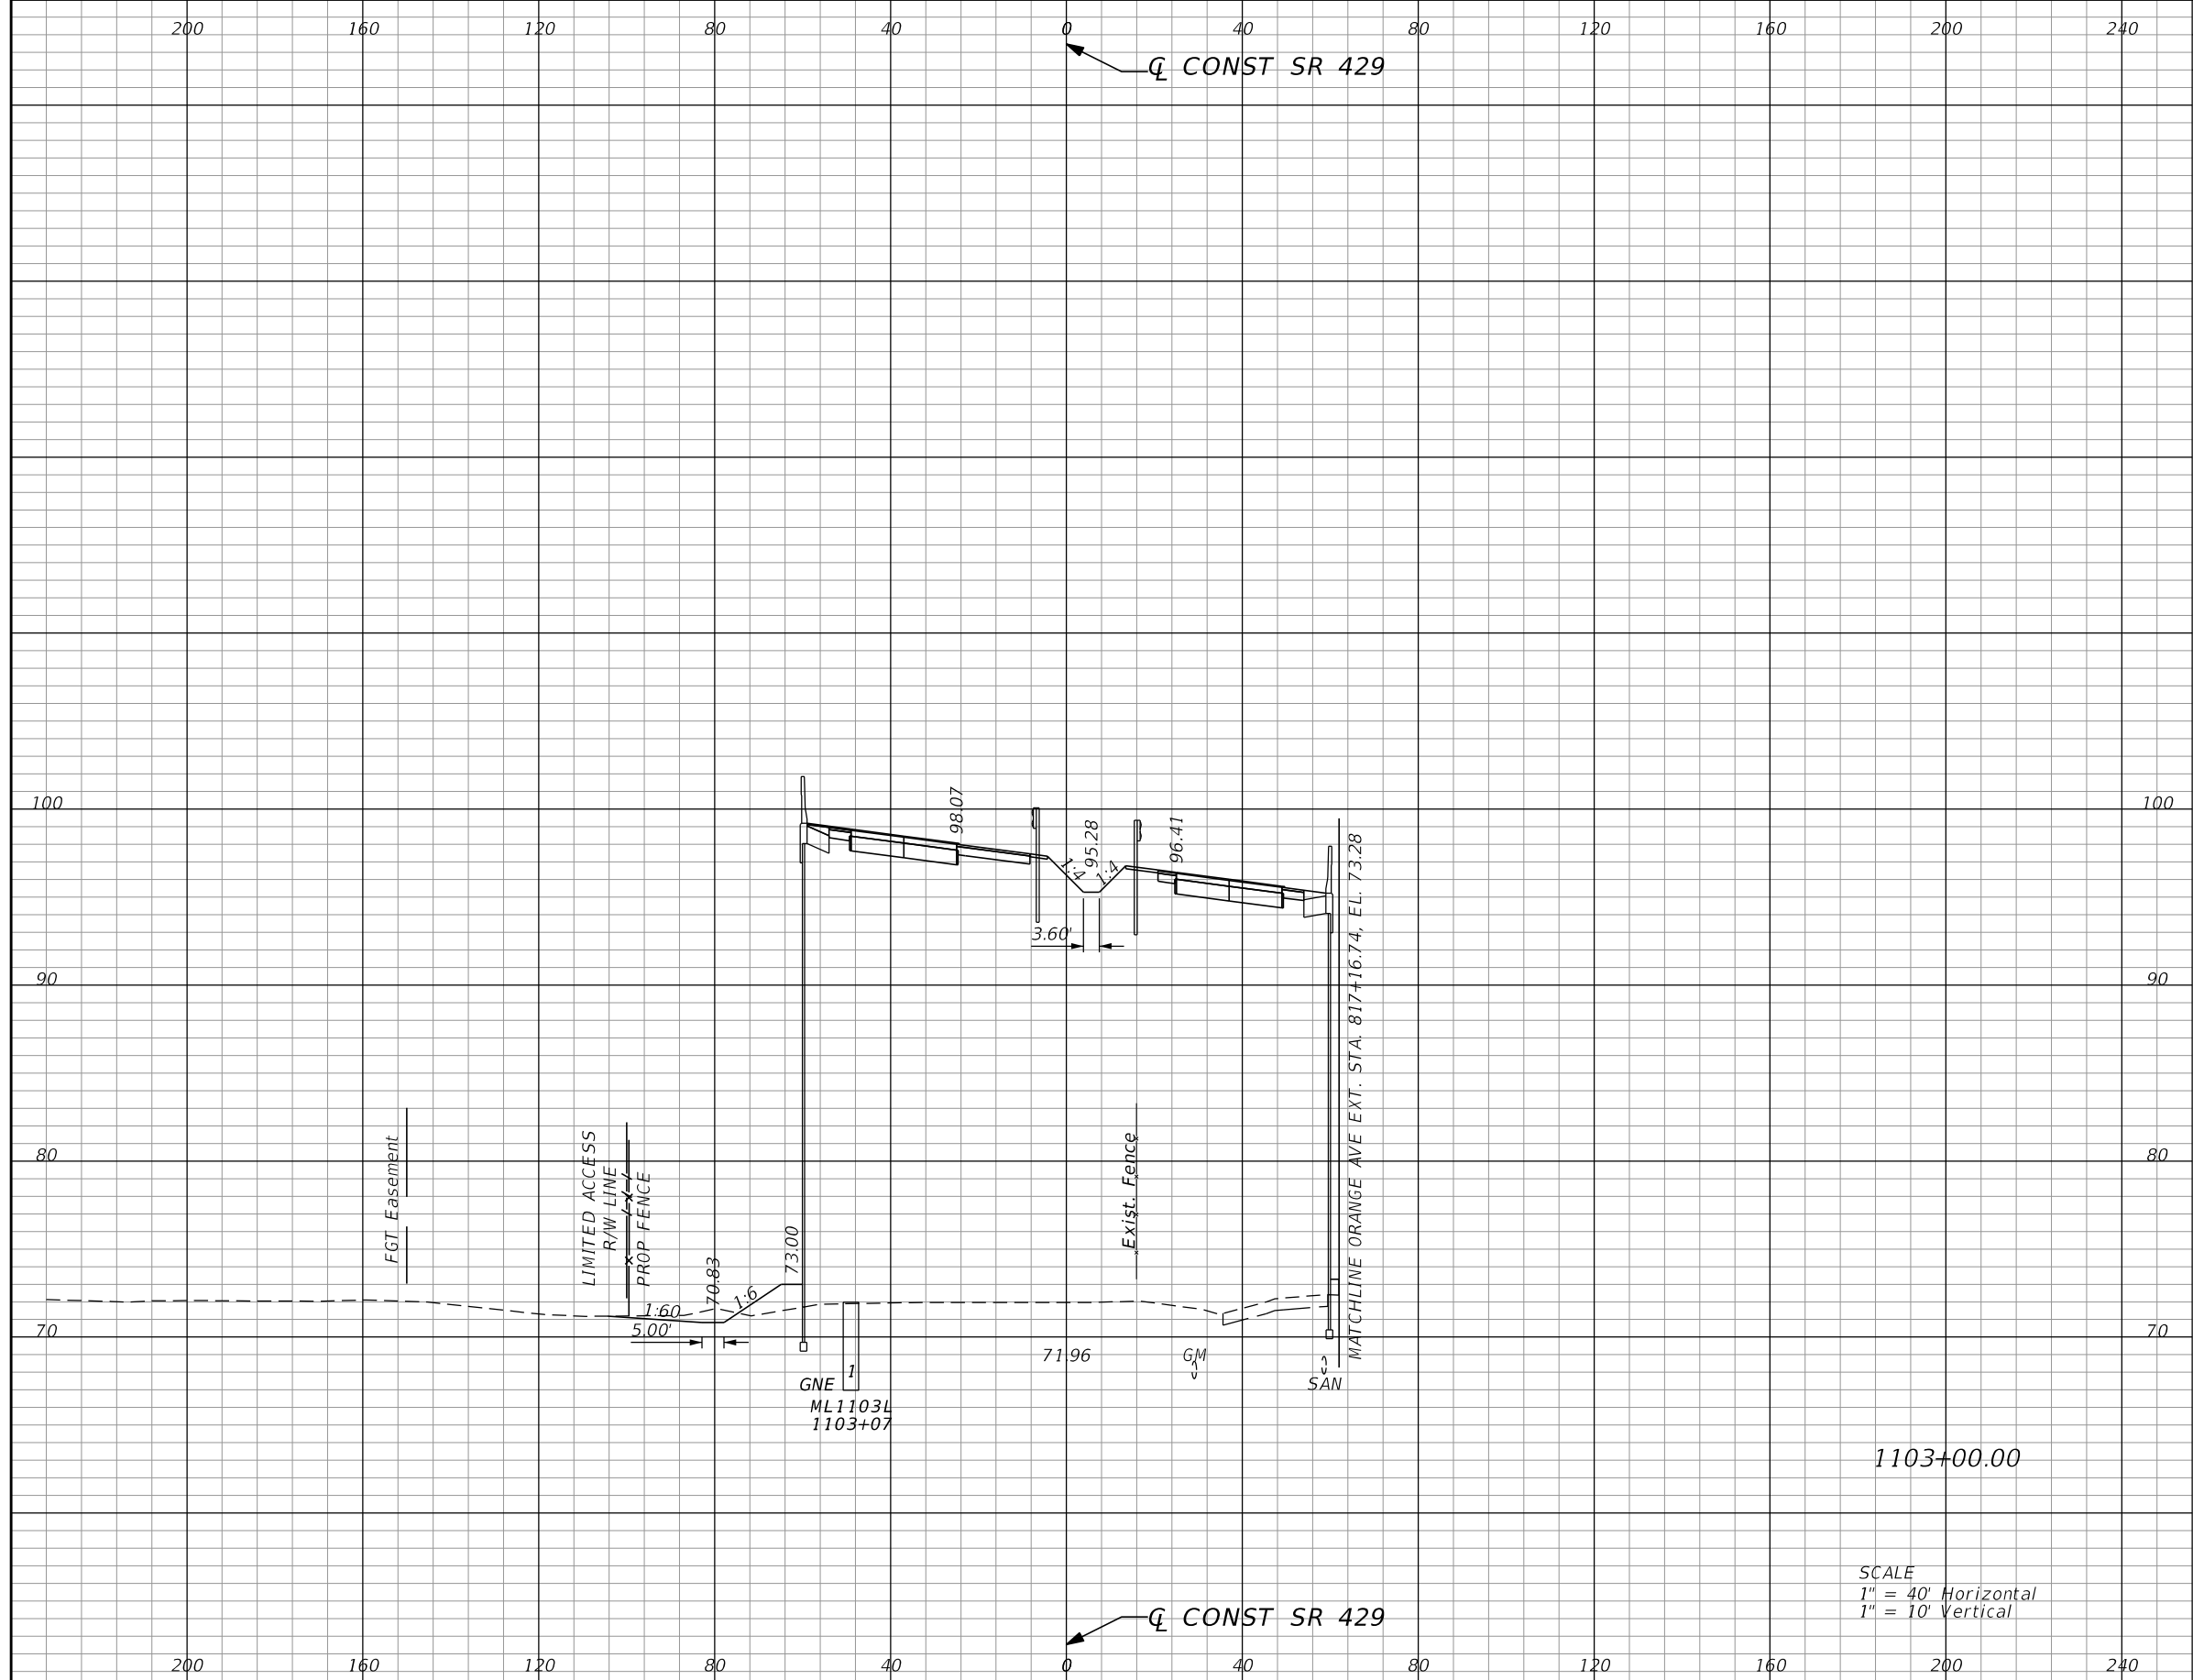 200 160 120 80 40 0 40 80 120 160 200 240
℄ CONST SR 429
100 100
98.07
95.28
96.41
1:4
1:4
3.60'
90 90
MATCHLINE ORANGE AVE EXT. STA. 817+16.74, EL. 73.28
80 80
FGT Easement
LIMITED ACCESS
R/W LINE
PROP FENCE
Exist. Fence
73.00
70.83
1:6
1:60
5.00'
70 70
71.96
GM
SAN
1
GNE
ML1103L
1103+07
1103+00.00
SCALE
1" = 40' Horizontal
1" = 10' Vertical
℄ CONST SR 429
200 160 120 80 40 0 40 80 120 160 200 240